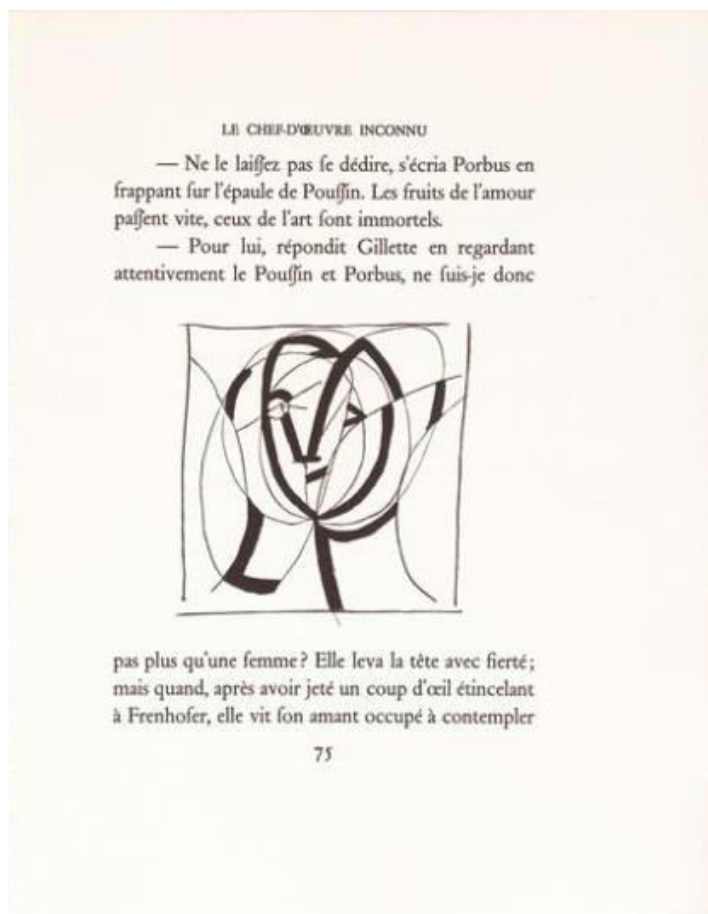 LE CHEF-D'ŒUVRE INCONNU
— Ne le laiſſez pas ſe dédire, s'écria Porbus en
frappant ſur l'épaule de Pouſſin. Les fruits de l'amour
paſſent vite, ceux de l'art ſont immortels.
— Pour lui, répondit Gillette en regardant
attentivement le Pouſſin et Porbus, ne ſuis-je donc
pas plus qu'une femme? Elle leva la tête avec fierté;
mais quand, après avoir jeté un coup d'œil étincelant
à Frenhofer, elle vit ſon amant occupé à contempler
75